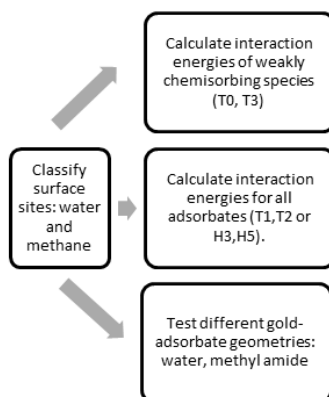 Calculate interaction
energies of weakly
chemisorbing species
(T0, T3)
Classify
surface
sites: water
and
methane
Calculate interaction
energies for all
adsorbates (T1,T2 or
H3,H5).
Test different gold-
adsorbate geometries:
water, methyl amide